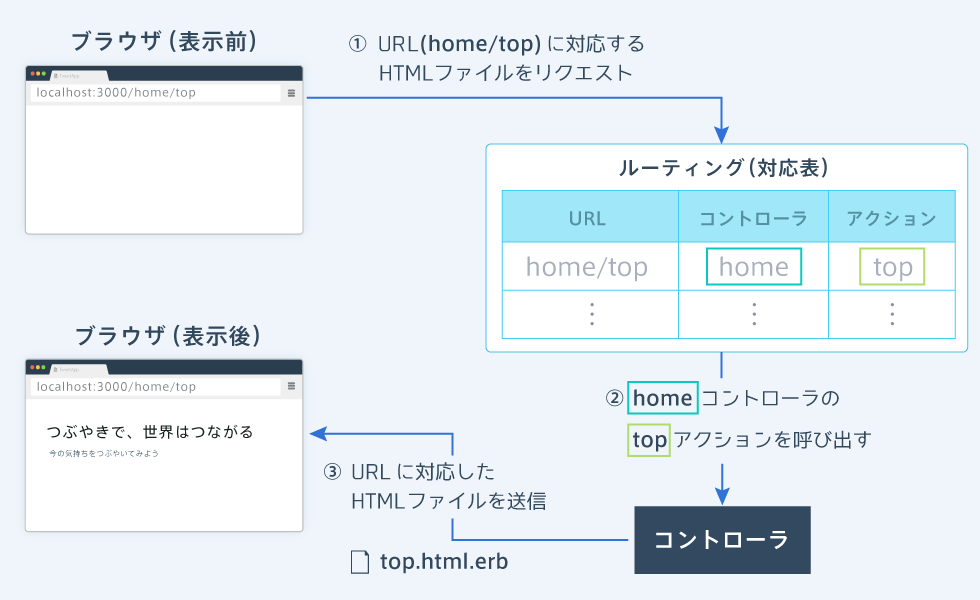 ブラウザ（表示前）
localhost:3000/home/top
① URL(home/top) に対応する
HTMLファイルをリクエスト
ルーティング（対応表）
URL コントローラ アクション
home/top home top
⋮ ⋮ ⋮
② home コントローラの
top アクションを呼び出す
コントローラ
③ URL に対応した
HTMLファイルを送信
top.html.erb
ブラウザ（表示後）
localhost:3000/home/top
つぶやきで、世界はつながる
今の気持ちをつぶやいてみよう